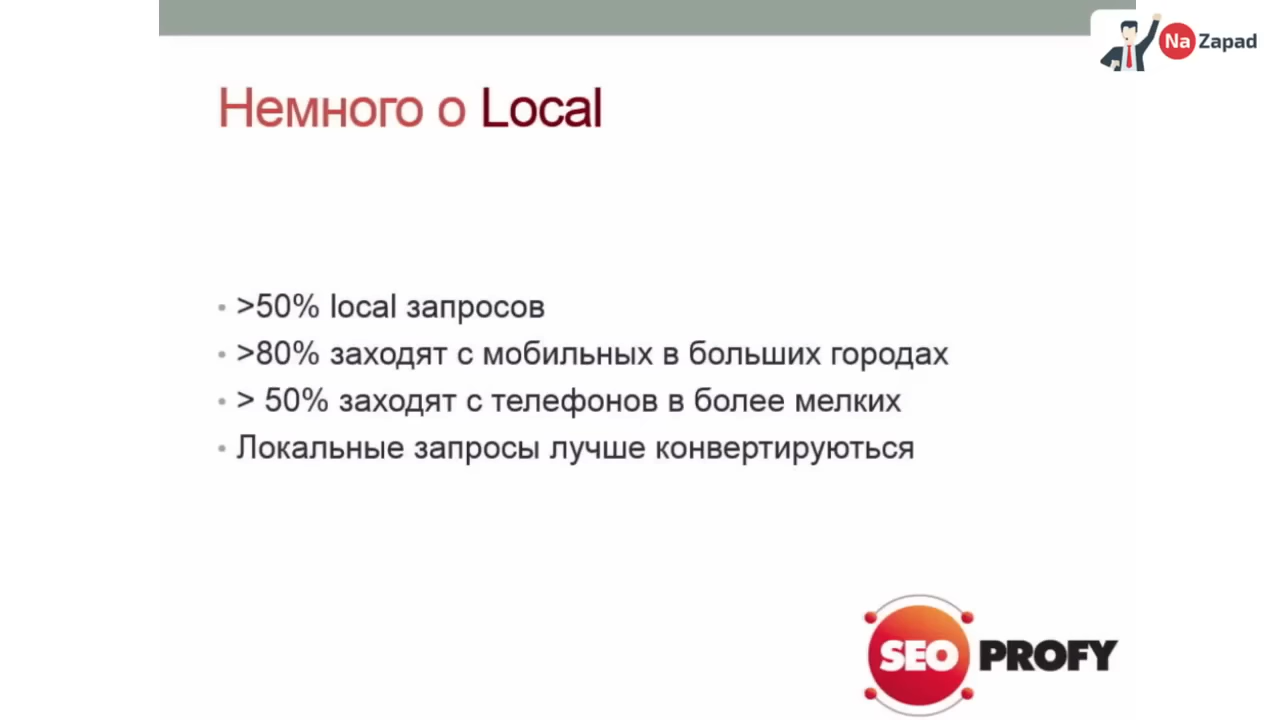 Na Zapad
Немного о Local
• >50% local запросов
• >80% заходят с мобильных в больших городах
• > 50% заходят с телефонов в более мелких
• Локальные запросы лучше конвертируються
SEO PROFY